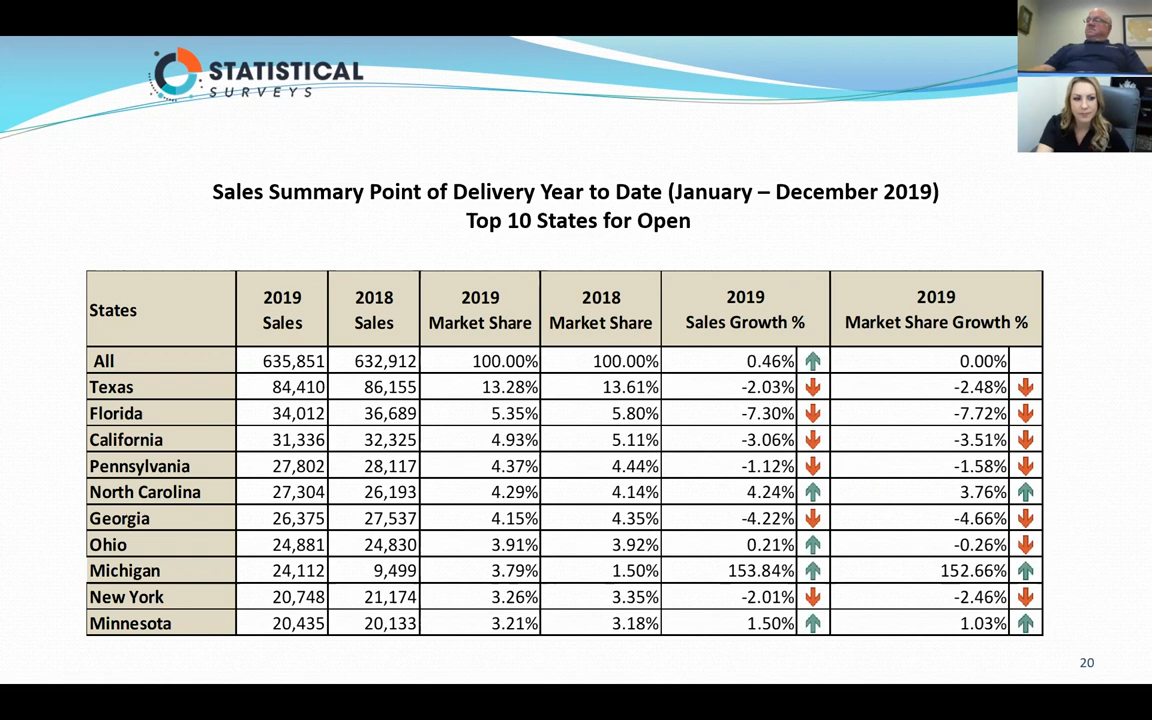 STATISTICAL
SURVEYS
Sales Summary Point of Delivery Year to Date (January – December 2019)
Top 10 States for Open
States 2019 Sales 2018 Sales 2019 Market Share 2018 Market Share 2019 Sales Growth % 2019 Market Share Growth %
All 635,851 632,912 100.00% 100.00% 0.46% 0.00%
Texas 84,410 86,155 13.28% 13.61% -2.03% -2.48%
Florida 34,012 36,689 5.35% 5.80% -7.30% -7.72%
California 31,336 32,325 4.93% 5.11% -3.06% -3.51%
Pennsylvania 27,802 28,117 4.37% 4.44% -1.12% -1.58%
North Carolina 27,304 26,193 4.29% 4.14% 4.24% 3.76%
Georgia 26,375 27,537 4.15% 4.35% -4.22% -4.66%
Ohio 24,881 24,830 3.91% 3.92% 0.21% -0.26%
Michigan 24,112 9,499 3.79% 1.50% 153.84% 152.66%
New York 20,748 21,174 3.26% 3.35% -2.01% -2.46%
Minnesota 20,435 20,133 3.21% 3.18% 1.50% 1.03%
20